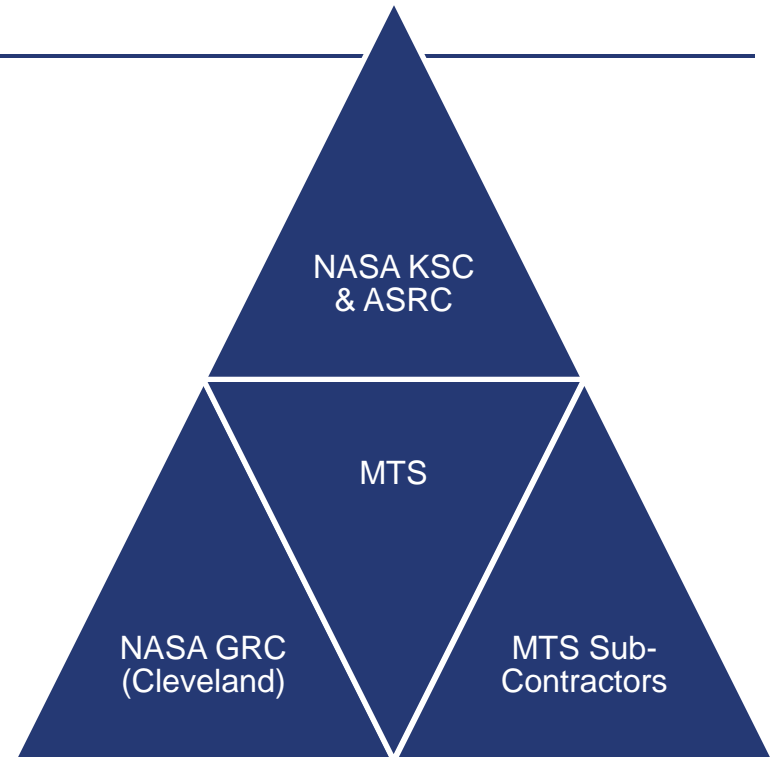 NASA KSC
& ASRC
MTS
NASA GRC
(Cleveland)
MTS Sub-
Contractors